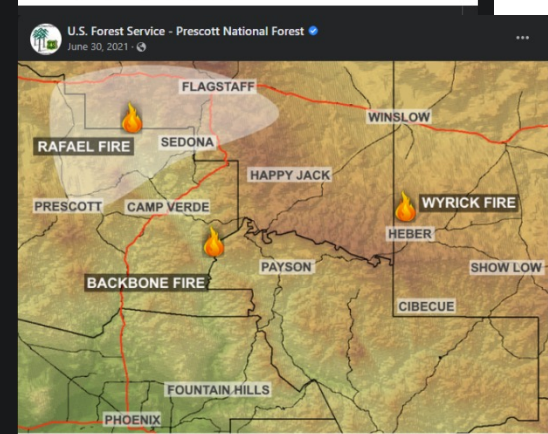 U.S. Forest Service - Prescott National Forest
June 30, 2021 ·
FLAGSTAFF
WINSLOW
RAFAEL FIRE
SEDONA
HAPPY JACK
PRESCOTT
CAMP VERDE
WYRICK FIRE
HEBER
PAYSON
SHOW LOW
BACKBONE FIRE
CIBECUE
FOUNTAIN HILLS
PHOENIX